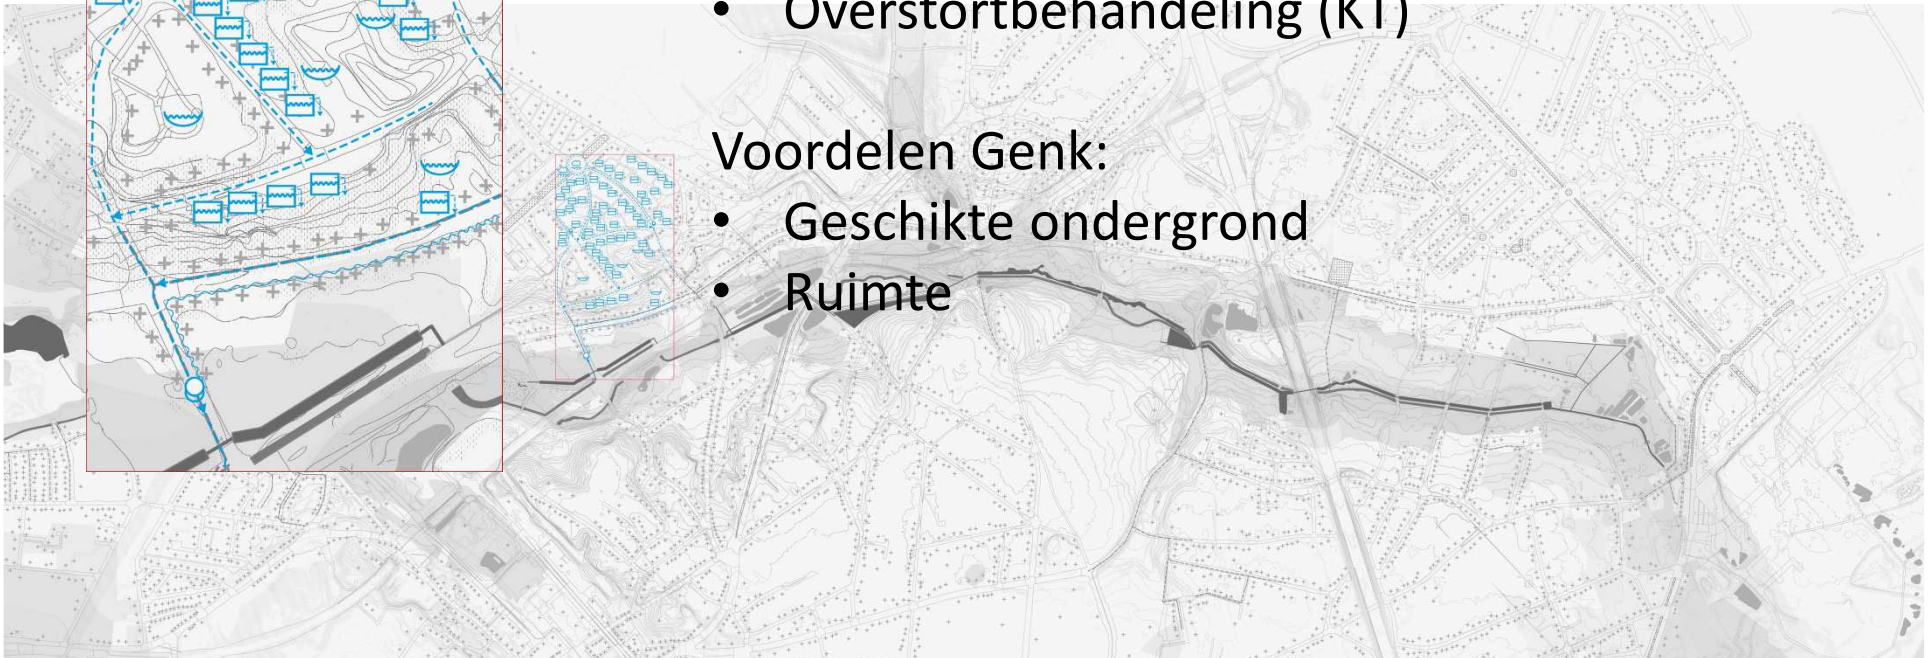 • Overstortbehandeling (KT)
Voordelen Genk:
• Geschikte ondergrond
• Ruimte